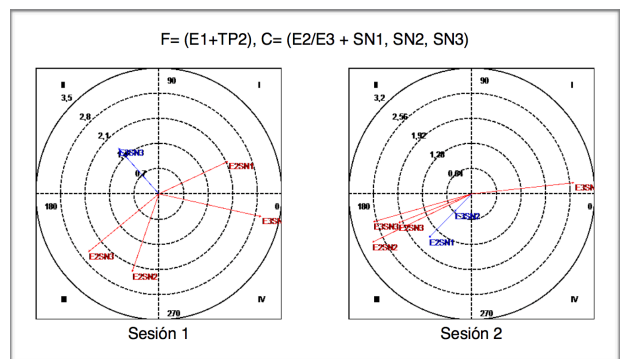 F= (E1+TP2), C= (E2/E3 + SN1, SN2, SN3)
90
II
I
3,5
2,8
2,1
E2SN1
0,7
180
0
E3SN
E2SN3
E2SN2
III
IV
270
Sesión 1
90
II
I
3,2
2,56
1,92
1,28
0,64
E3SN
180
0
E3SN2
E3SN3
E2SN3
E2SN1
E2SN2
III
IV
270
Sesión 2